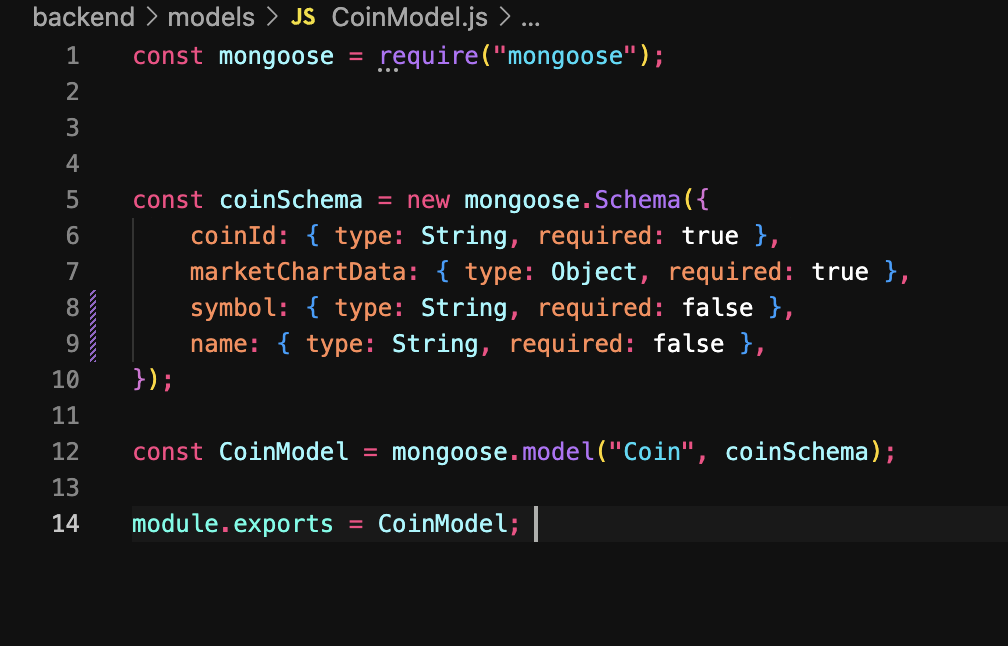 backend > models > JS CoinModel.js > ...
1 const mongoose = require("mongoose");
2
3
4
5 const coinSchema = new mongoose.Schema({
6     coinId: { type: String, required: true },
7     marketChartData: { type: Object, required: true },
8     symbol: { type: String, required: false },
9     name: { type: String, required: false },
10 });
11
12 const CoinModel = mongoose.model("Coin", coinSchema);
13
14 module.exports = CoinModel;